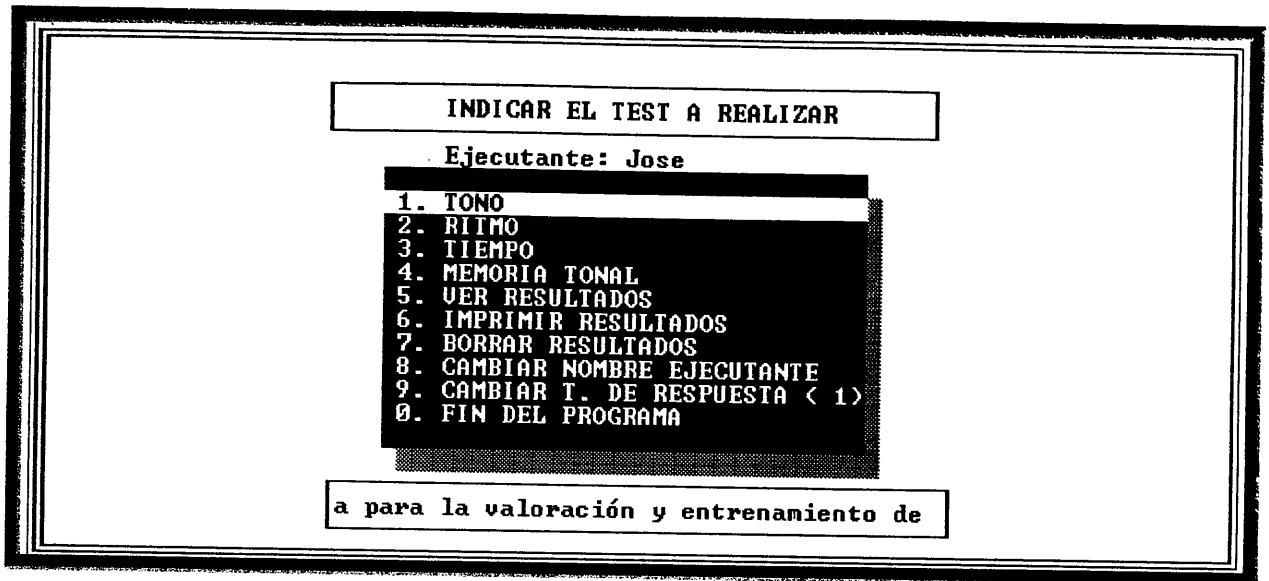 INDICAR EL TEST A REALIZAR
Ejecutante: Jose
1. TONO
2. RITMO
3. TIEMPO
4. MEMORIA TONAL
5. VER RESULTADOS
6. IMPRIMIR RESULTADOS
7. BORRAR RESULTADOS
8. CAMBIAR NOMBRE EJECUTANTE
9. CAMBIAR T. DE RESPUESTA ( 1)
0. FIN DEL PROGRAMA
a para la valoración y entrenamiento de